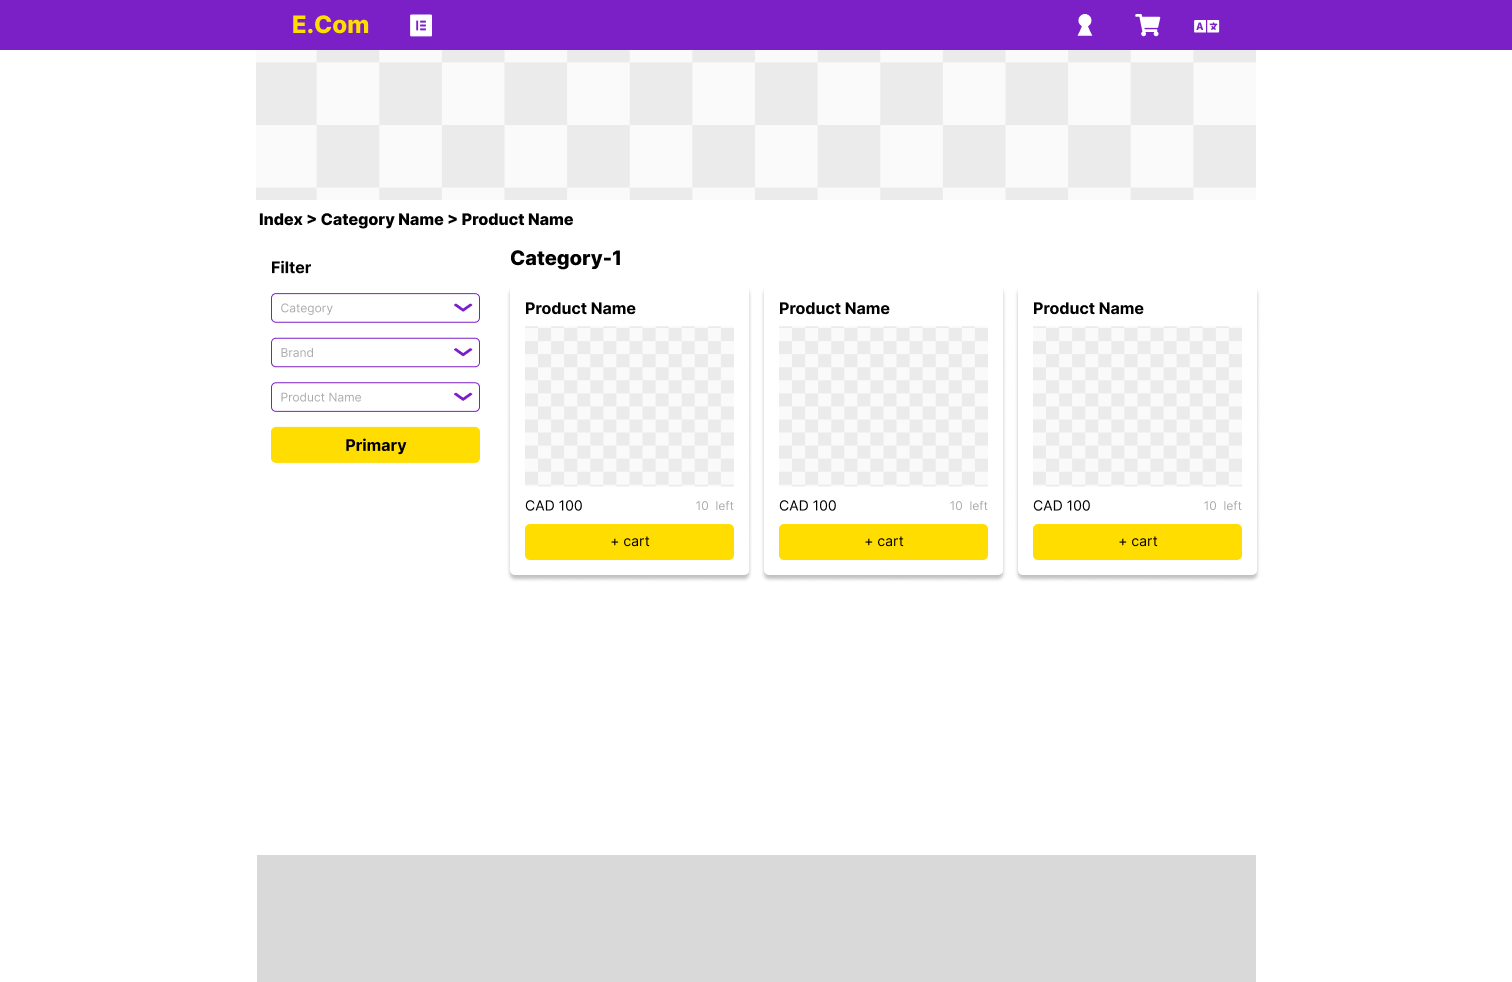 E.Com
Index > Category Name > Product Name
Filter
Category
Brand
Product Name
Primary
Category-1
Product Name
CAD 100 10 left
+ cart
Product Name
CAD 100 10 left
+ cart
Product Name
CAD 100 10 left
+ cart